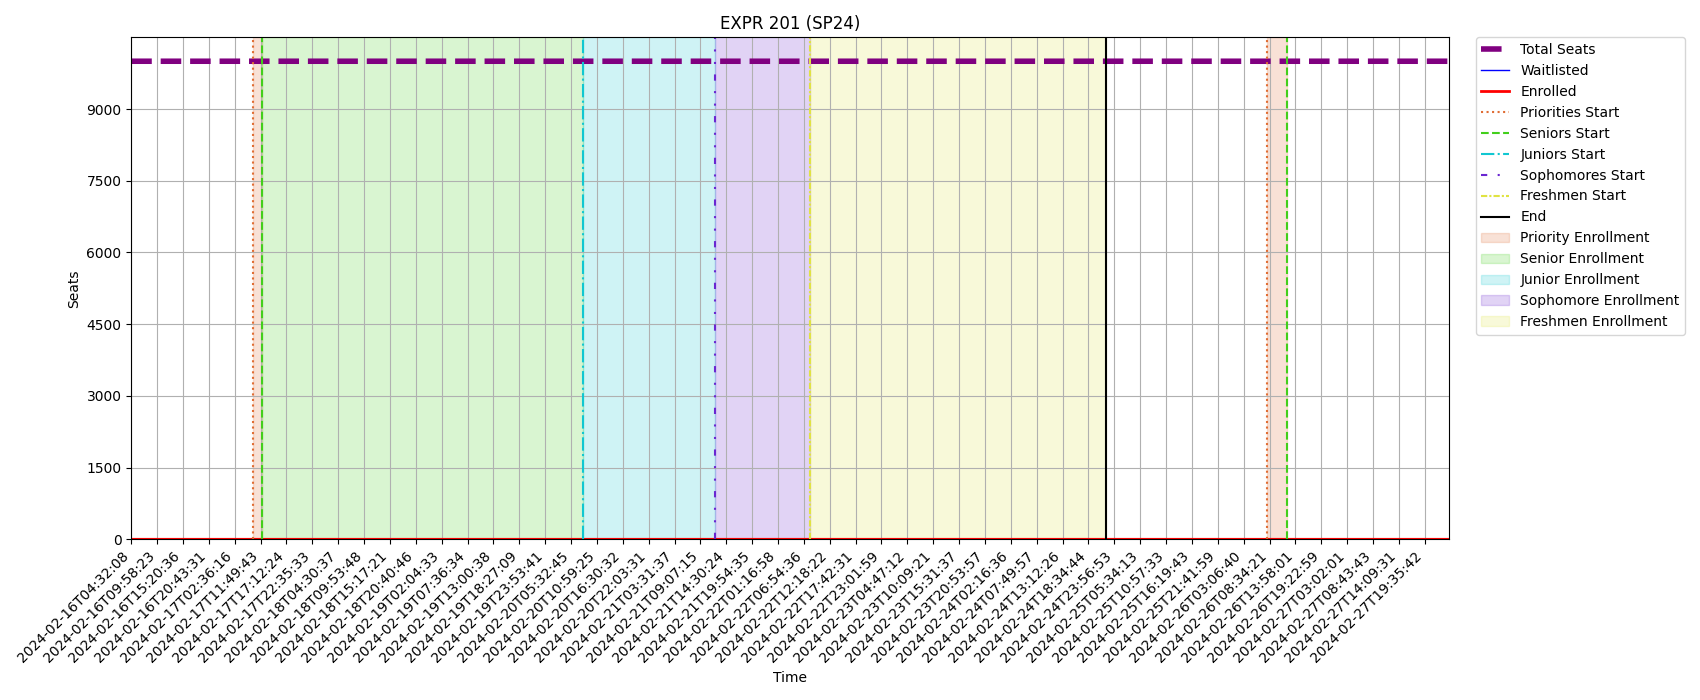 EXPR 201 (SP24)
Total Seats
Waitlisted
Enrolled
Priorities Start
Seniors Start
Juniors Start
Sophomores Start
Freshmen Start
End
Priority Enrollment
Senior Enrollment
Junior Enrollment
Sophomore Enrollment
Freshmen Enrollment
Seats
9000
7500
6000
4500
3000
1500
0
2024-02-16T04:32:08
2024-02-16T09:58:23
2024-02-16T15:20:36
2024-02-16T20:43:31
2024-02-17T02:36:16
2024-02-17T11:49:43
2024-02-17T17:12:24
2024-02-17T22:35:33
2024-02-18T04:30:37
2024-02-18T09:53:48
2024-02-18T15:17:21
2024-02-18T20:40:46
2024-02-19T02:04:33
2024-02-19T07:36:34
2024-02-19T13:00:38
2024-02-19T18:27:09
2024-02-19T23:53:41
2024-02-20T05:32:45
2024-02-20T10:59:25
2024-02-20T16:30:32
2024-02-20T22:03:31
2024-02-21T03:31:37
2024-02-21T09:07:15
2024-02-21T14:30:24
2024-02-21T19:54:35
2024-02-22T01:16:58
2024-02-22T06:54:36
2024-02-22T12:18:22
2024-02-22T17:42:31
2024-02-22T23:01:59
2024-02-23T04:47:12
2024-02-23T10:09:21
2024-02-23T15:31:37
2024-02-23T20:53:57
2024-02-24T02:16:36
2024-02-24T07:49:57
2024-02-24T13:12:26
2024-02-24T18:34:44
2024-02-24T23:56:53
2024-02-25T05:34:13
2024-02-25T10:57:33
2024-02-25T16:19:43
2024-02-25T21:41:59
2024-02-26T03:06:40
2024-02-26T08:34:21
2024-02-26T13:58:01
2024-02-26T19:22:59
2024-02-27T03:02:01
2024-02-27T08:43:43
2024-02-27T14:09:31
2024-02-27T19:35:42
Time